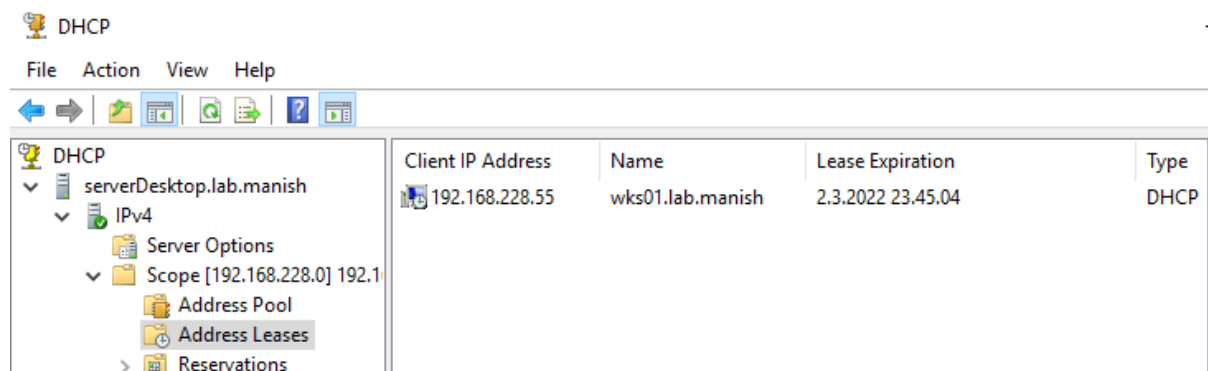 DHCP
File Action View Help
DHCP
serverDesktop.lab.manish
IPv4
Server Options
Scope [192.168.228.0] 192.1
Address Pool
Address Leases
Reservations
Client IP Address Name Lease Expiration Type
192.168.228.55 wks01.lab.manish 2.3.2022 23.45.04 DHCP